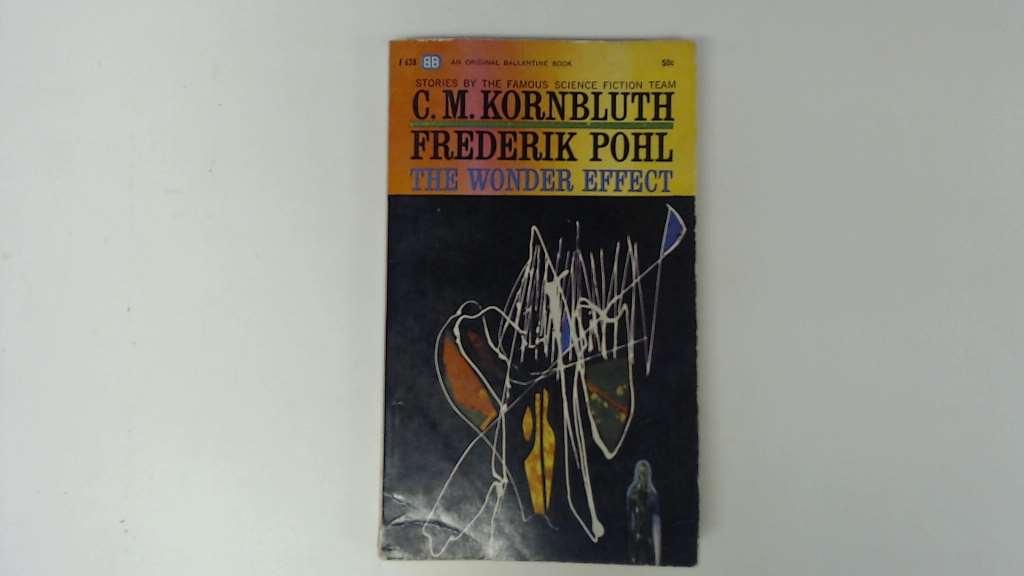 F 638 BB AN ORIGINAL BALLANTINE BOOK 50c
STORIES BY THE FAMOUS SCIENCE FICTION TEAM
C. M. KORNBLUTH
FREDERIK POHL
THE WONDER EFFECT